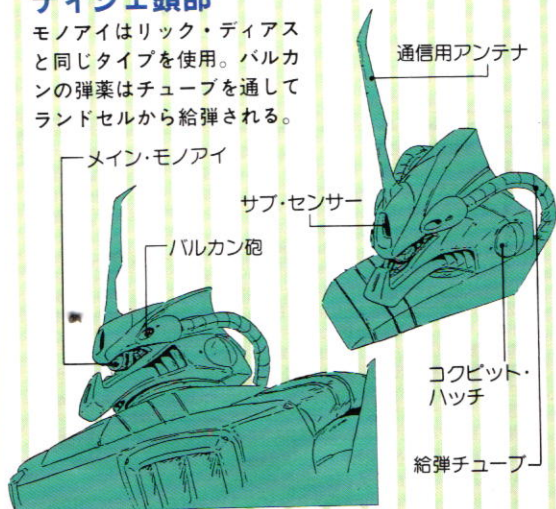 ディジェ頭部
モノアイはリック・ディアス
と同じタイプを使用。バルカ
ンの弾薬はチューブを通して
ランドセルから給弾される。
メイン・モノアイ
バルカン砲
サブ・センサー
通信用アンテナ
コクピット・
ハッチ
給弾チューブ